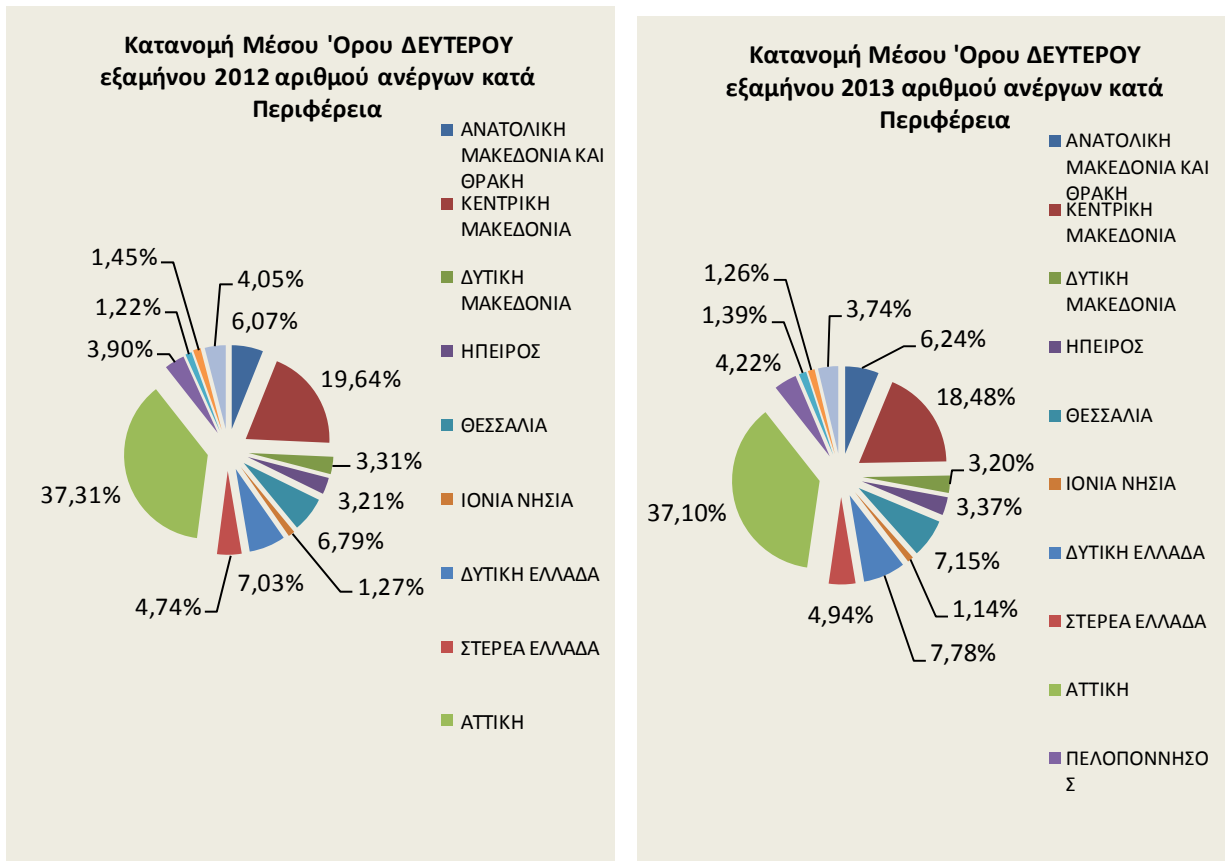 Κατανομή Μέσου 'Ορου ΔΕΥΤΕΡΟΥ
εξαμήνου 2012 αριθμού ανέργων κατά
Περιφέρεια
ΑΝΑΤΟΛΙΚΗ
ΜΑΚΕΔΟΝΙΑ ΚΑΙ
ΘΡΑΚΗ
ΚΕΝΤΡΙΚΗ
ΜΑΚΕΔΟΝΙΑ
ΔΥΤΙΚΗ
ΜΑΚΕΔΟΝΙΑ
ΗΠΕΙΡΟΣ
ΘΕΣΣΑΛΙΑ
ΙΟΝΙΑ ΝΗΣΙΑ
ΔΥΤΙΚΗ ΕΛΛΑΔΑ
ΣΤΕΡΕΑ ΕΛΛΑΔΑ
ΑΤΤΙΚΗ
1,45%
4,05%
1,22%
6,07%
3,90%
19,64%
3,31%
37,31%
3,21%
6,79%
7,03%
1,27%
4,74%
Κατανομή Μέσου 'Ορου ΔΕΥΤΕΡΟΥ
εξαμήνου 2013 αριθμού ανέργων κατά
Περιφέρεια
ΑΝΑΤΟΛΙΚΗ
ΜΑΚΕΔΟΝΙΑ ΚΑΙ
ΘΡΑΚΗ
ΚΕΝΤΡΙΚΗ
ΜΑΚΕΔΟΝΙΑ
ΔΥΤΙΚΗ
ΜΑΚΕΔΟΝΙΑ
ΗΠΕΙΡΟΣ
ΘΕΣΣΑΛΙΑ
ΙΟΝΙΑ ΝΗΣΙΑ
ΔΥΤΙΚΗ ΕΛΛΑΔΑ
ΣΤΕΡΕΑ ΕΛΛΑΔΑ
ΑΤΤΙΚΗ
ΠΕΛΟΠΟΝΝΗΣΟ
Σ
1,26%
3,74%
1,39%
6,24%
4,22%
18,48%
3,20%
37,10%
3,37%
7,15%
1,14%
4,94%
7,78%